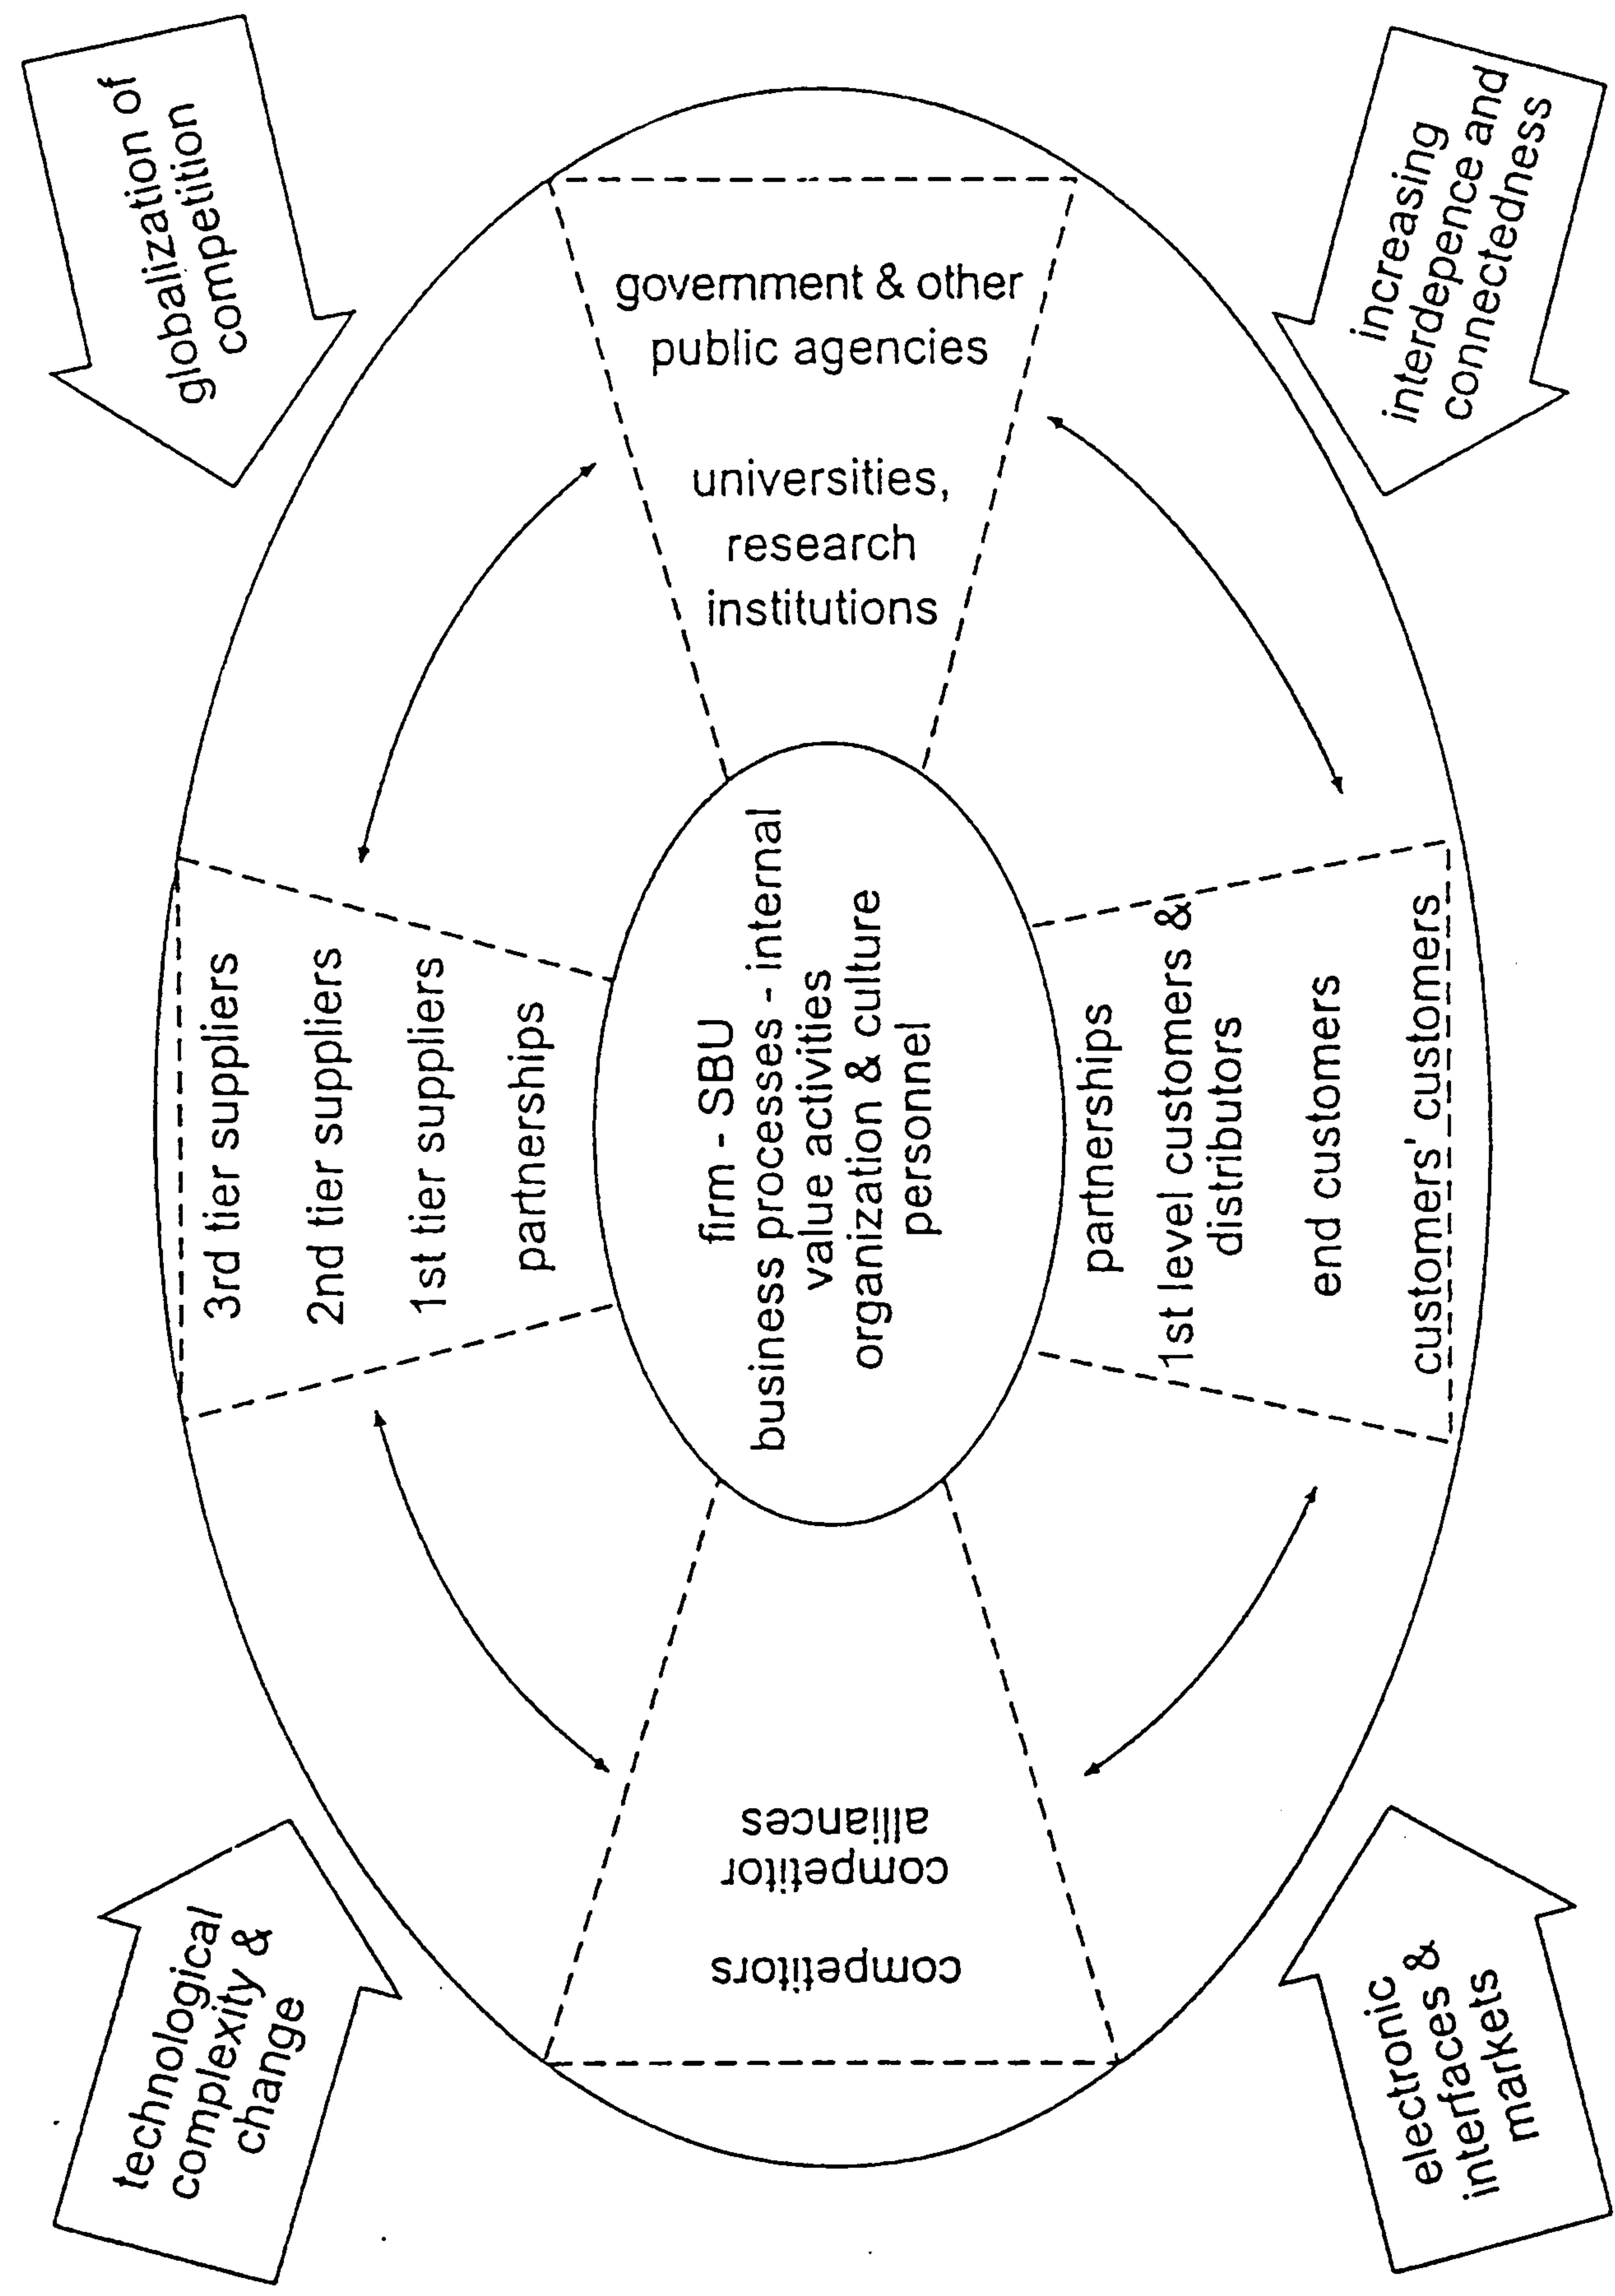 globalization of
competition
increasing
interdepence and
connectedness
government & other
public agencies
universities,
research
institutions
3rd tier suppliers
2nd tier suppliers
1st tier suppliers
partnerships
firm - SBU
business processes - internal
value activities
organization & culture
personnel
partnerships
1st level customers &
distributors
end customers
customers' customers
competitor
alliances
competitors
technological
complexity &
change
electronic
interfaces &
markets